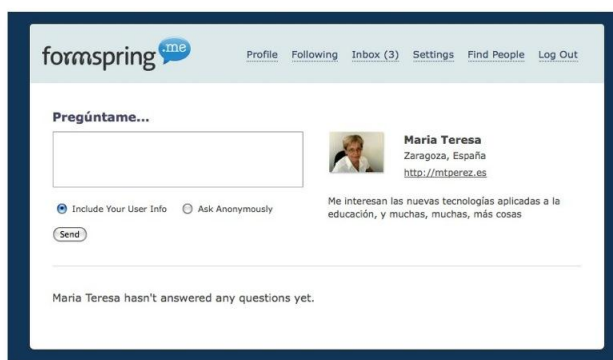 formspring .me
Profile Following Inbox (3) Settings Find People Log Out
Pregúntame...
Maria Teresa
Zaragoza, España
http://mtperez.es
Include Your User Info Ask Anonymously
Me interesan las nuevas tecnologías aplicadas a la
educación, y muchas, muchas, más cosas
Send
Maria Teresa hasn't answered any questions yet.